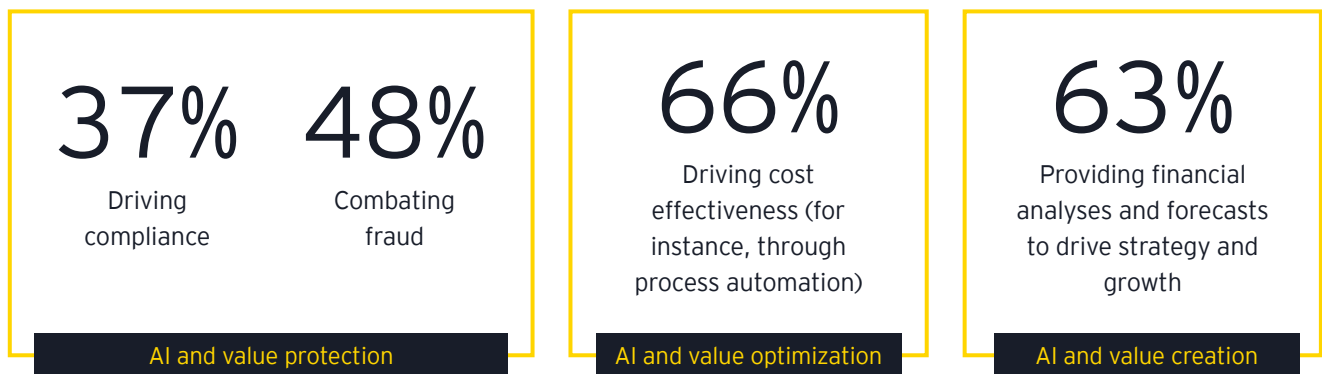 37%
Driving
compliance
48%
Combating
fraud
AI and value protection
66%
Driving cost
effectiveness (for
instance, through
process automation)
AI and value optimization
63%
Providing financial
analyses and forecasts
to drive strategy and
growth
AI and value creation